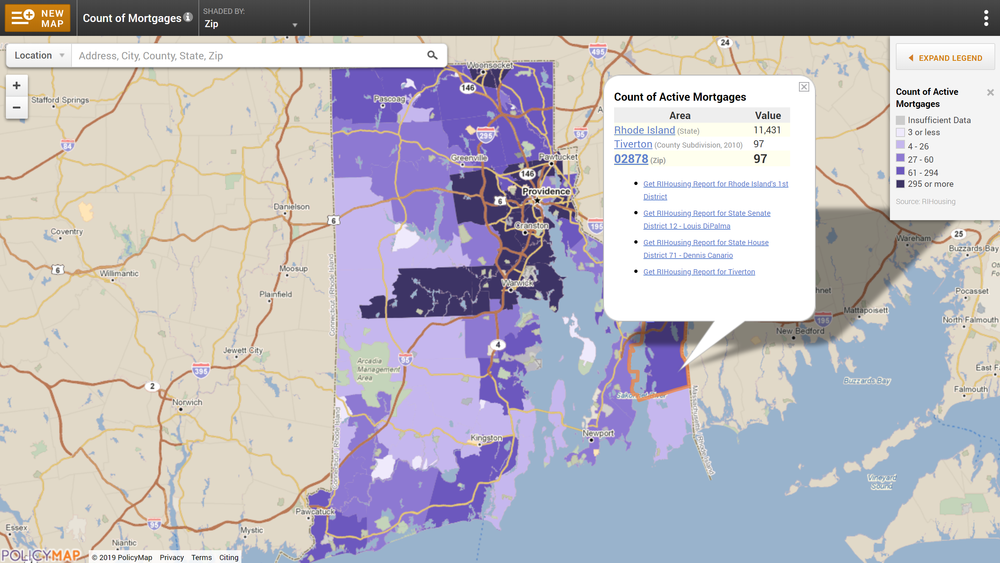 NEW
MAP
Count of Mortgages
SHADED BY:
Zip
Location
Address, City, County, State, Zip
+
−
EXPAND LEGEND
Count of Active
Mortgages
Insufficient Data
3 or less
4 - 26
27 - 60
61 - 294
295 or more
Source: RIHousing
Count of Active Mortgages
Area Value
Rhode Island (State) 11,431
Tiverton (County Subdivision, 2010) 97
02878 (Zip) 97
Get RIHousing Report for Rhode Island's 1st
District
Get RIHousing Report for State Senate
District 12 - Louis DiPalma
Get RIHousing Report for State House
District 71 - Dennis Canario
Get RIHousing Report for Tiverton
24
495
Woonsocket
146
Stafford Springs
Pascoag
84
295
95
Greenville
Pawtucket
146
Providence
6
Danielson
6
Cranston
195
Coventry
Wareham
25
Buzzards Bay
6
Willimantic
Moosup
Connecticut / Rhode Island
Warwick
hnet
Pocasset
Plainfield
Mattapoisett
195
North Falmouth
New Bedford
4
Jewett City
Arcadia
Management
Area
95
395
East F
Buzzards Bay
2
Falmouth
Sakonnet River
Norwich
Massachusetts / Rhode Island
Connecticut / Rhode Island
Newport
Kingston
Vineyard
Sound
Pawcatuck
95
Essex
Mystic
Niantic
POLICYMAP
© 2019 PolicyMap Privacy Terms Citing